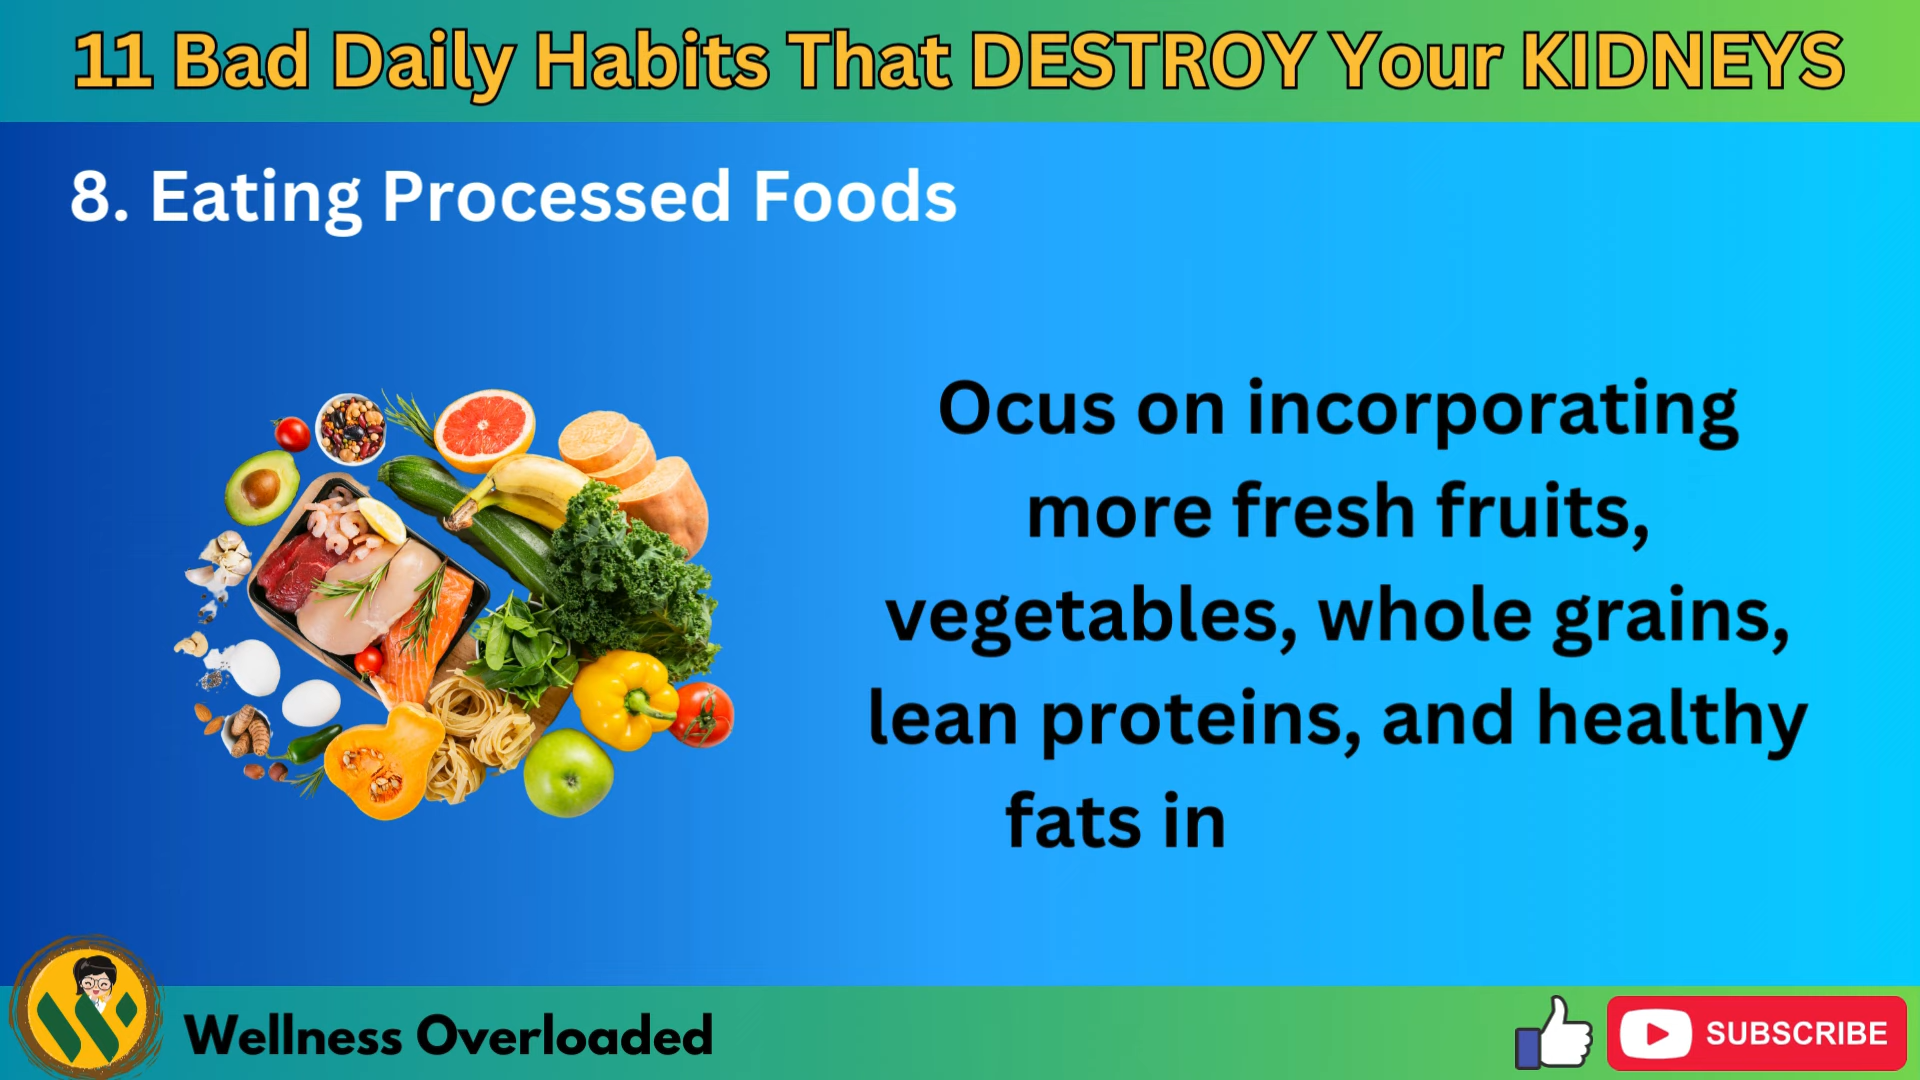 11 Bad Daily Habits That DESTROY Your KIDNEYS
8. Eating Processed Foods
Ocus on incorporating
more fresh fruits,
vegetables, whole grains,
lean proteins, and healthy
fats in
Wellness Overloaded
SUBSCRIBE